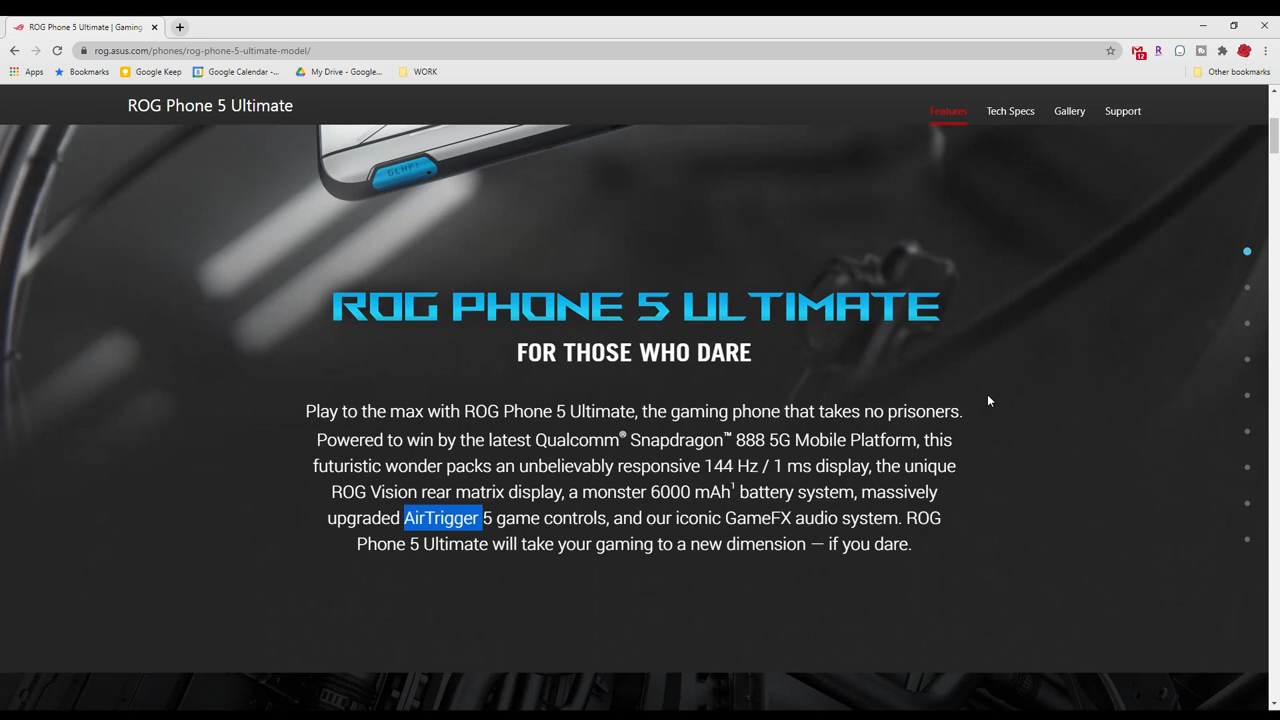 ROG Phone 5 Ultimate | Gaming
rog.asus.com/phones/rog-phone-5-ultimate-model/
12
R
Apps
Bookmarks
Google Keep
Google Calendar -...
My Drive - Google...
WORK
Other bookmarks
ROG Phone 5 Ultimate
Features
Tech Specs
Gallery
Support
GLHF!
ROG PHONE 5 ULTIMATE
FOR THOSE WHO DARE
Play to the max with ROG Phone 5 Ultimate, the gaming phone that takes no prisoners.
Powered to win by the latest Qualcomm® Snapdragon™ 888 5G Mobile Platform, this
futuristic wonder packs an unbelievably responsive 144 Hz / 1 ms display, the unique
ROG Vision rear matrix display, a monster 6000 mAh¹ battery system, massively
upgraded AirTrigger 5 game controls, and our iconic GameFX audio system. ROG
Phone 5 Ultimate will take your gaming to a new dimension — if you dare.